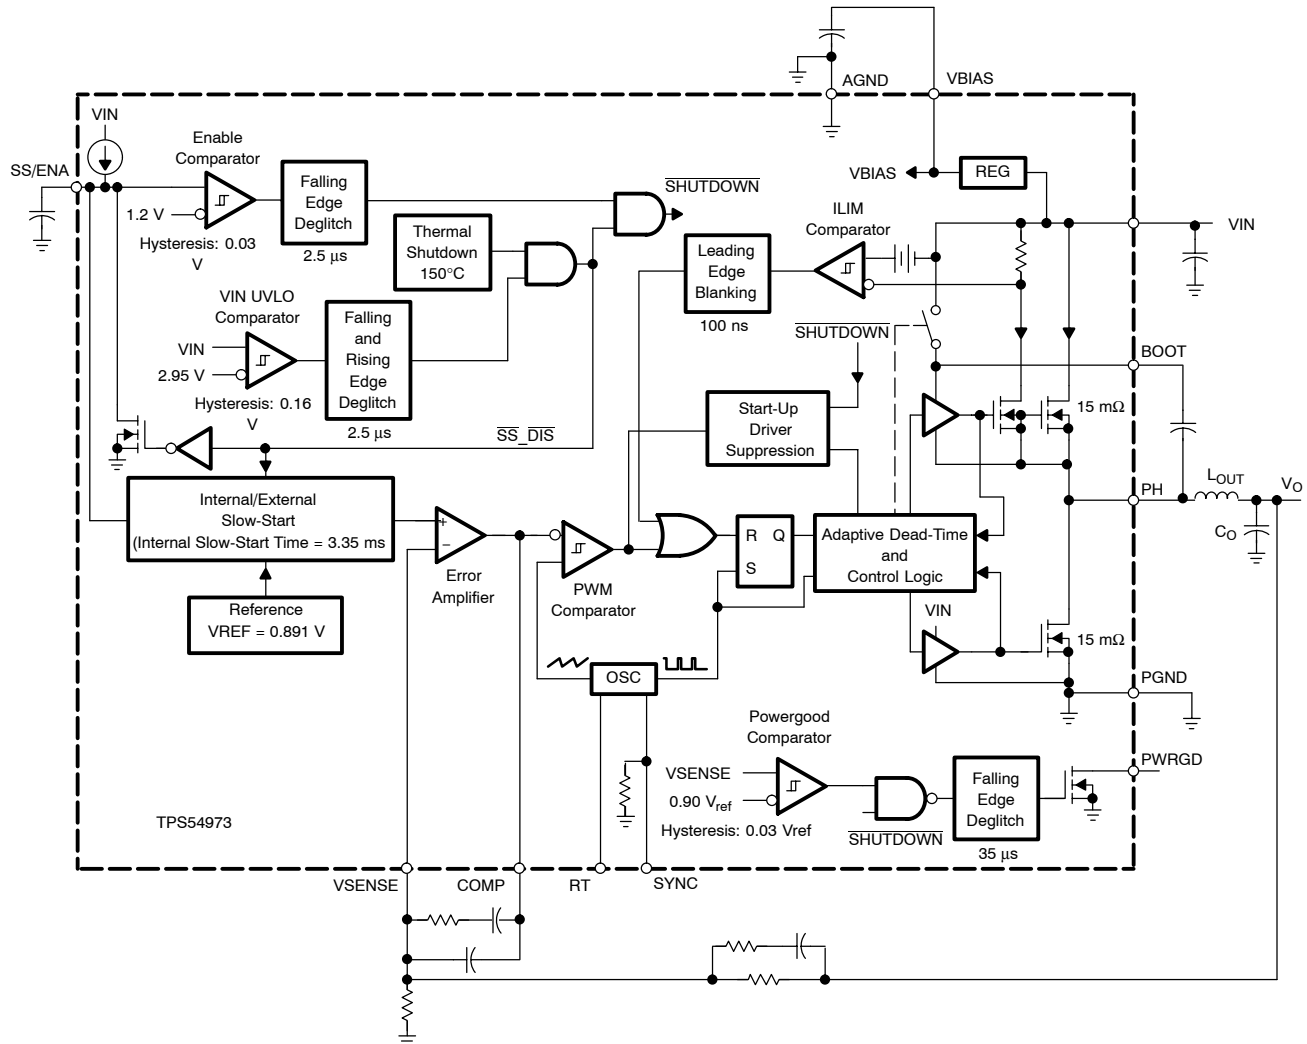 AGND
VBIAS
VIN
Enable
Comparator
SS/ENA
1.2 V
Hysteresis: 0.03
V
Falling
Edge
Deglitch
2.5 μs
SHUTDOWN
VBIAS
REG
Thermal
Shutdown
150°C
ILIM
Comparator
Leading
Edge
Blanking
100 ns
VIN
VIN UVLO
Comparator
VIN
2.95 V
Hysteresis: 0.16
V
Falling
and
Rising
Edge
Deglitch
2.5 μs
SHUTDOWN
BOOT
Start-Up
Driver
Suppression
15 mΩ
SS_DIS
PH
LOUT
VO
CO
Internal/External
Slow-Start
(Internal Slow-Start Time = 3.35 ms
+
−
Error
Amplifier
PWM
Comparator
R
Q
S
Adaptive Dead-Time
and
Control Logic
Reference
VREF = 0.891 V
VIN
15 mΩ
OSC
PGND
Powergood
Comparator
VSENSE
0.90 Vref
Hysteresis: 0.03 Vref
SHUTDOWN
Falling
Edge
Deglitch
35 μs
PWRGD
TPS54973
VSENSE
COMP
RT
SYNC